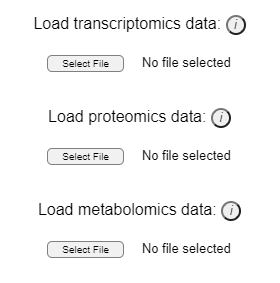 Load transcriptomics data: i
Select File No file selected
Load proteomics data: i
Select File No file selected
Load metabolomics data: i
Select File No file selected